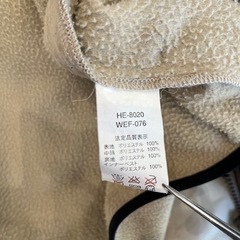 HE-8020
WEF-076
法定品質表示
表地 ポリエステル 100%
中綿 ポリエステル 100%
裏地 ポリエステル 100%
インナーベスト
ポリエステル 100%